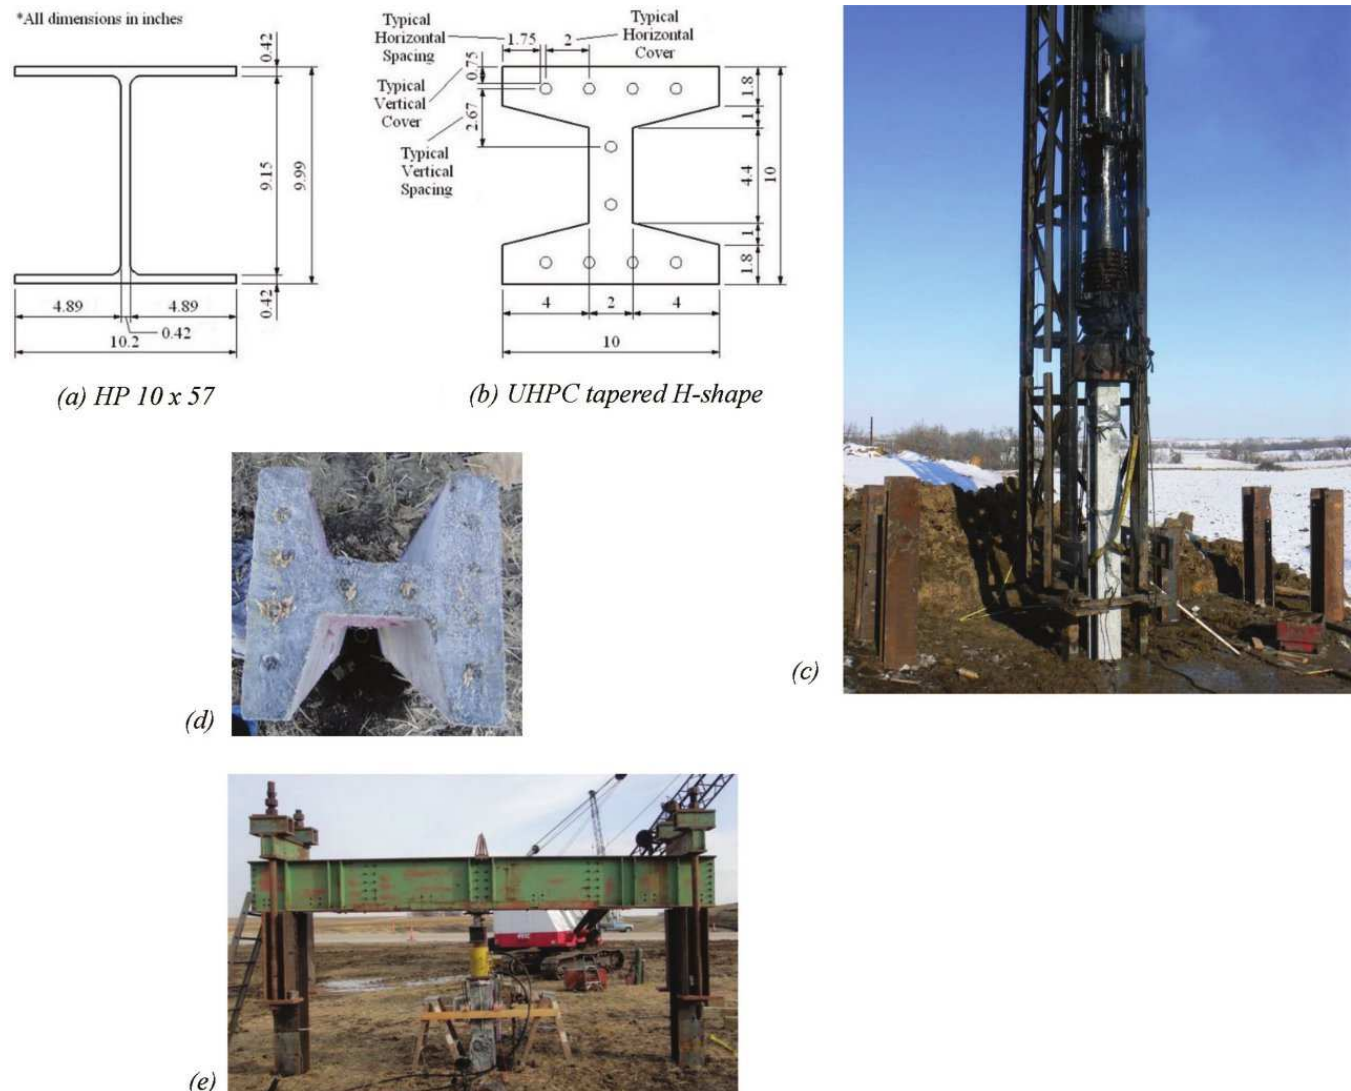 *All dimensions in inches
0.42
9.15
9.99
0.42
4.89
4.89
0.42
10.2
(a) HP 10 x 57
Typical
Horizontal
Spacing
1.75
2
Typical
Horizontal
Cover
0.75
Typical
Vertical
Cover
2.67
Typical
Vertical
Spacing
1.8
1
4.4
10
1
1.8
4
2
4
10
(b) UHPC tapered H-shape
(c)
(d)
(e)